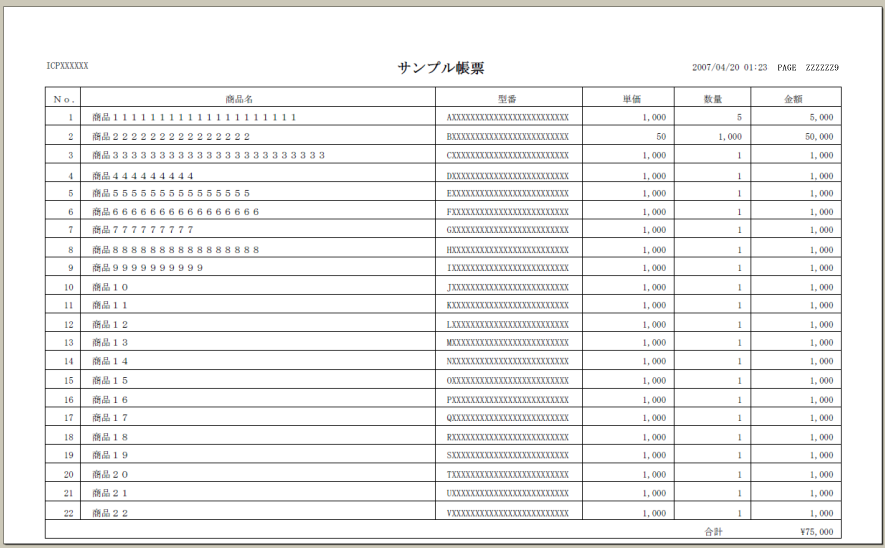 ICPXXXXXX サンプル帳票 2007/04/20 01:23 PAGE ZZZZZZ9
Ｎｏ. 商品名 型番 単価 数量 金額
1 商品１１１１１１１１１１１１１１１１１１１１ AXXXXXXXXXXXXXXXXXXXXXXXXX 1,000 5 5,000
2 商品２２２２２２２２２２２２２２２ BXXXXXXXXXXXXXXXXXXXXXXXXX 50 1,000 50,000
3 商品３３３３３３３３３３３３３３３３３３３３３３３ CXXXXXXXXXXXXXXXXXXXXXXXXX 1,000 1 1,000
4 商品４４４４４４４４４ DXXXXXXXXXXXXXXXXXXXXXXXXX 1,000 1 1,000
5 商品５５５５５５５５５５５５５５５ EXXXXXXXXXXXXXXXXXXXXXXXXX 1,000 1 1,000
6 商品６６６６６６６６６６６６６６６６ FXXXXXXXXXXXXXXXXXXXXXXXXX 1,000 1 1,000
7 商品７７７７７７７７７ GXXXXXXXXXXXXXXXXXXXXXXXXX 1,000 1 1,000
8 商品８８８８８８８８８８８８８８８８ HXXXXXXXXXXXXXXXXXXXXXXXXX 1,000 1 1,000
9 商品９９９９９９９９９９ IXXXXXXXXXXXXXXXXXXXXXXXXX 1,000 1 1,000
10 商品１０ JXXXXXXXXXXXXXXXXXXXXXXXXX 1,000 1 1,000
11 商品１１ KXXXXXXXXXXXXXXXXXXXXXXXXX 1,000 1 1,000
12 商品１２ LXXXXXXXXXXXXXXXXXXXXXXXXX 1,000 1 1,000
13 商品１３ MXXXXXXXXXXXXXXXXXXXXXXXXX 1,000 1 1,000
14 商品１４ NXXXXXXXXXXXXXXXXXXXXXXXXX 1,000 1 1,000
15 商品１５ OXXXXXXXXXXXXXXXXXXXXXXXXX 1,000 1 1,000
16 商品１６ PXXXXXXXXXXXXXXXXXXXXXXXXX 1,000 1 1,000
17 商品１７ QXXXXXXXXXXXXXXXXXXXXXXXXX 1,000 1 1,000
18 商品１８ RXXXXXXXXXXXXXXXXXXXXXXXXX 1,000 1 1,000
19 商品１９ SXXXXXXXXXXXXXXXXXXXXXXXXX 1,000 1 1,000
20 商品２０ TXXXXXXXXXXXXXXXXXXXXXXXXX 1,000 1 1,000
21 商品２１ UXXXXXXXXXXXXXXXXXXXXXXXXX 1,000 1 1,000
22 商品２２ VXXXXXXXXXXXXXXXXXXXXXXXXX 1,000 1 1,000
合計 ¥75,000